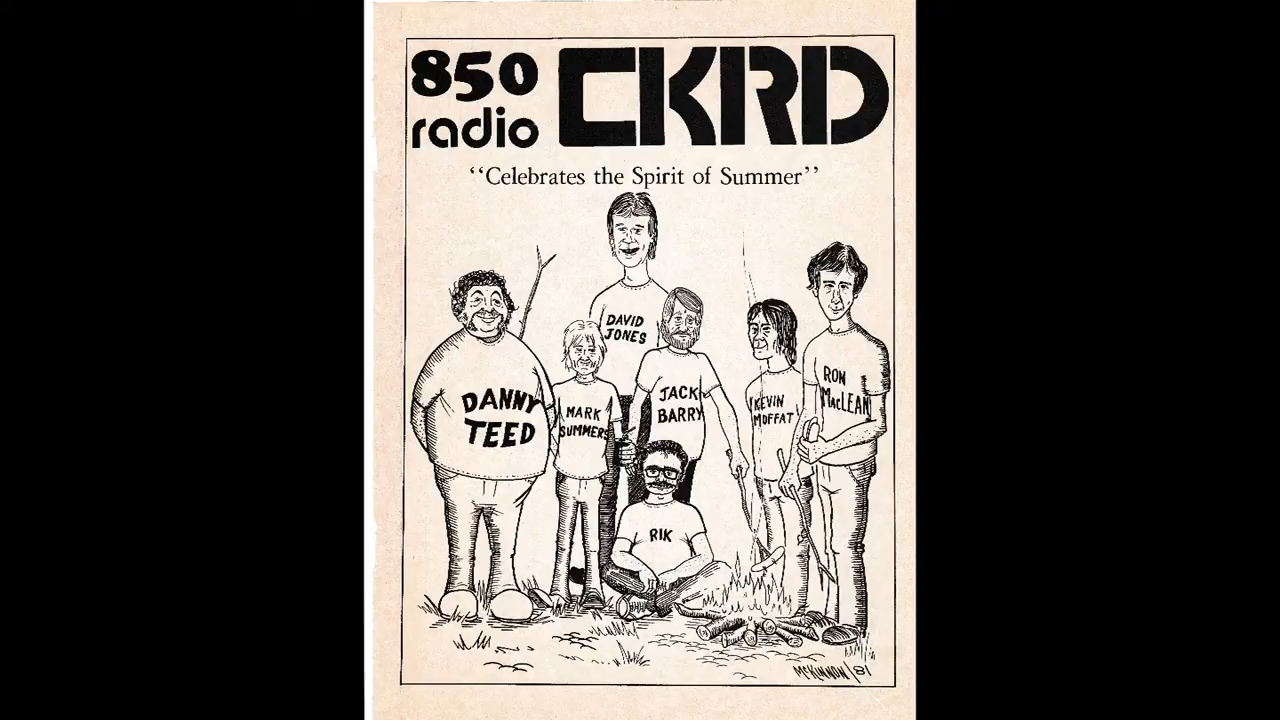 850
radio
CKRD
"Celebrates the Spirit of Summer"
DAVID
JONES
DANNY
TEED
MARK
SUMMERS
JACK
BARRY
KEVIN
MOFFAT
RON
MacLEAN
RIK
McKINNON/81